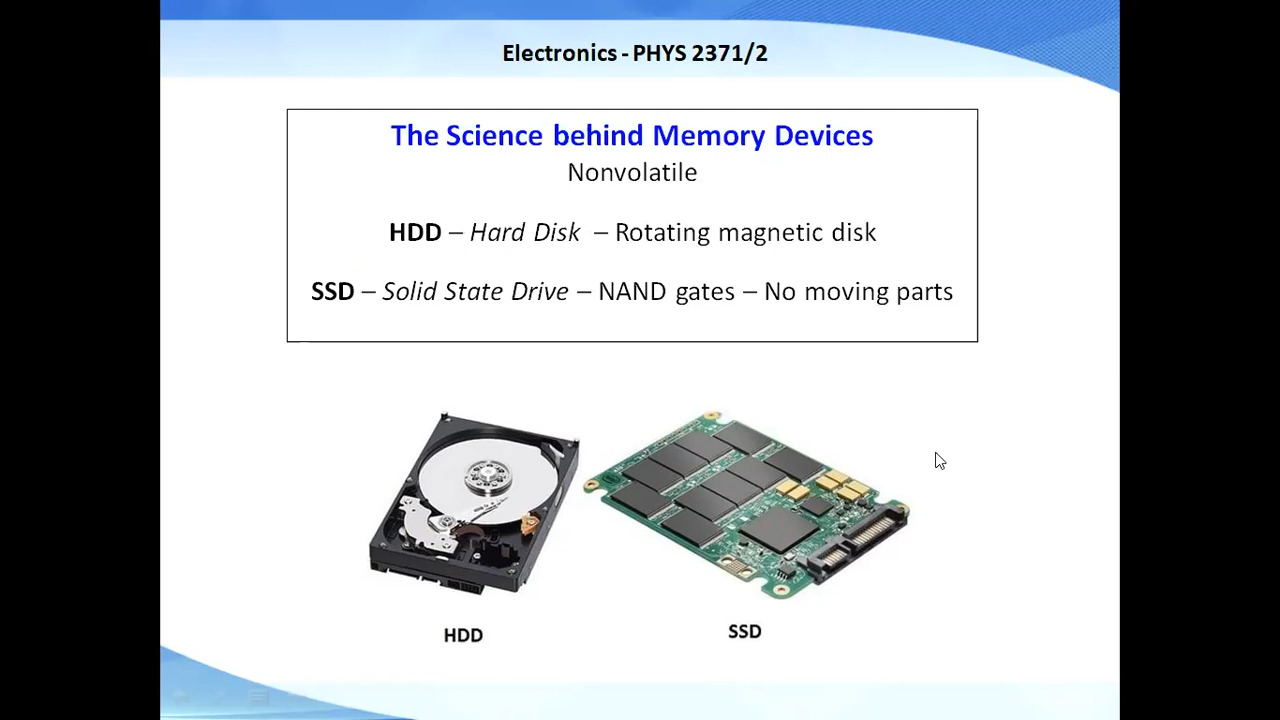 Electronics - PHYS 2371/2
The Science behind Memory Devices
Nonvolatile
HDD – Hard Disk – Rotating magnetic disk
SSD – Solid State Drive – NAND gates – No moving parts
HDD
SSD